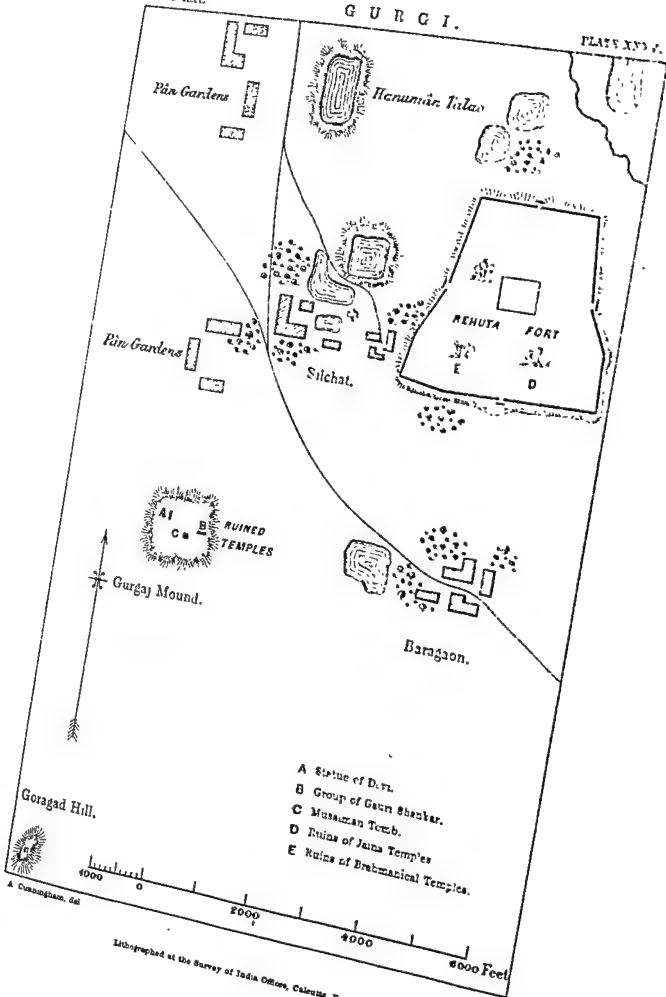 GURGI.
Pân Gardens
Hanumân Talao
REHUTA FORT
E
D
Pân Gardens
Silchat.
A
B
C
RUINED
TEMPLES
Gurgaj Mound.
Baragaon.
A Statue of Devi.
B Group of Gauri Shankar.
C Musalman Tomb.
D Ruins of Jaina Temples
E Ruins of Brahmanical Temples.
Goragad Hill.
1000 0 2000 4000 6000 Feet
A Cunningham, del
Lithographed at the Survey of India Offices, Calcutta,